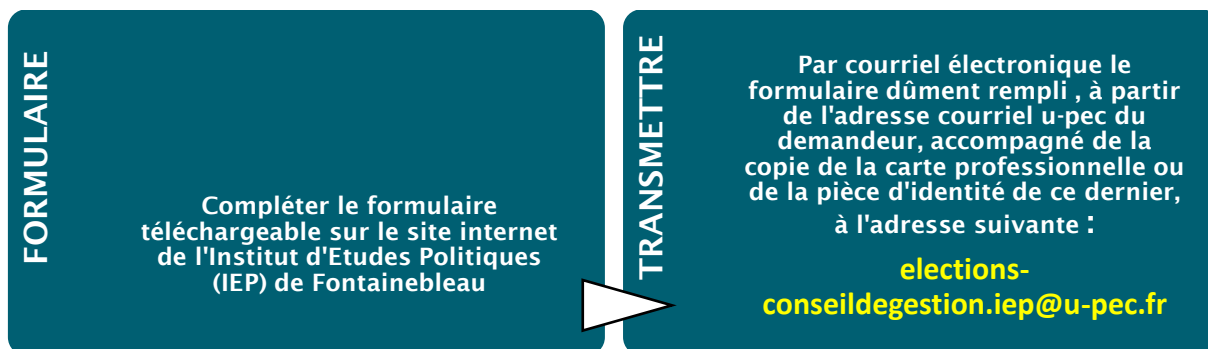 FORMULAIRE
Compléter le formulaire
téléchargeable sur le site internet
de l'Institut d'Etudes Politiques
(IEP) de Fontainebleau
TRANSMETTRE
Par courriel électronique le
formulaire dûment rempli , à partir
de l'adresse courriel u-pec du
demandeur, accompagné de la
copie de la carte professionnelle ou
de la pièce d'identité de ce dernier,
à l'adresse suivante :
elections-
conseildegestion.iep@u-pec.fr